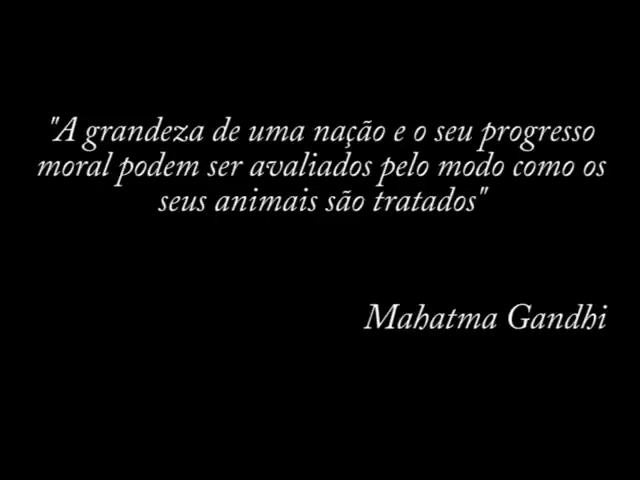 "A grandeza de uma nação e o seu progresso
moral podem ser avaliados pelo modo como os
seus animais são tratados"
Mahatma Gandhi